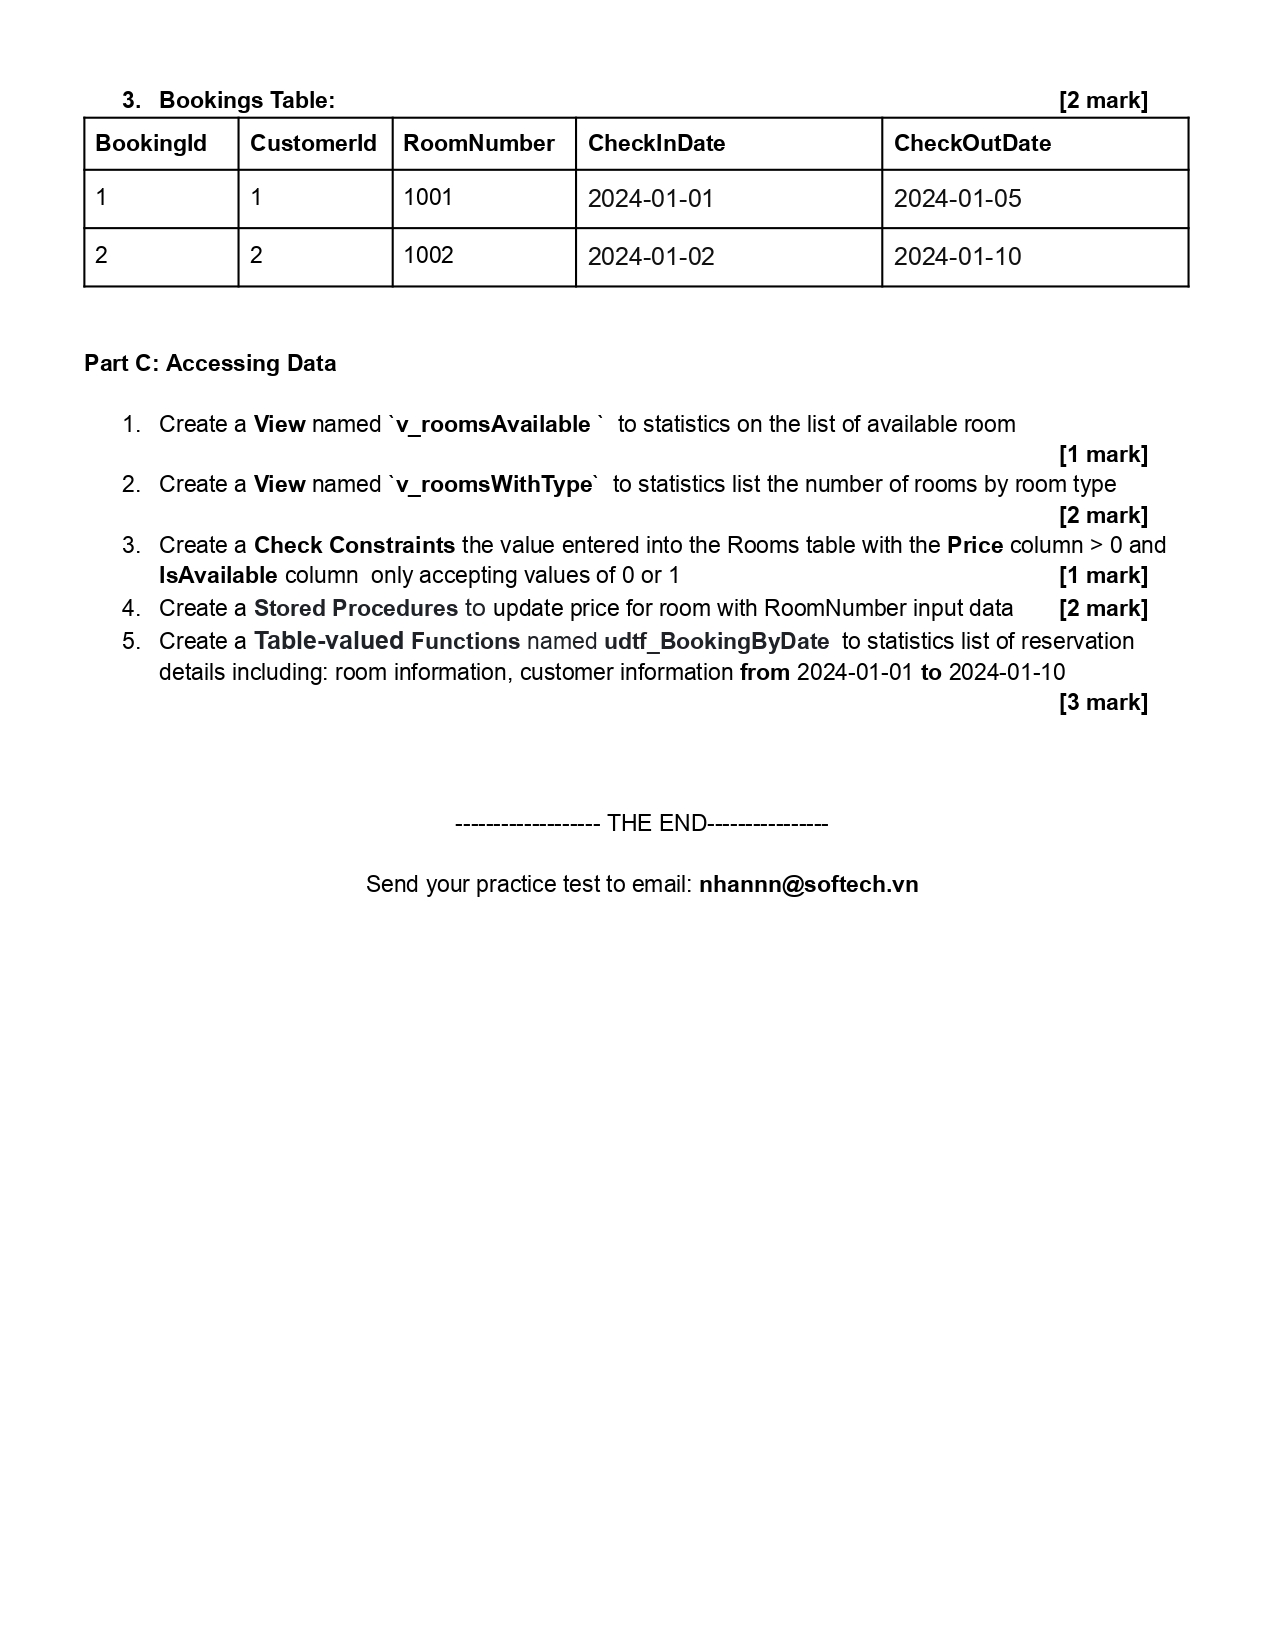 3. Bookings Table: [2 mark]
BookingId CustomerId RoomNumber CheckInDate CheckOutDate
1 1 1001 2024-01-01 2024-01-05
2 2 1002 2024-01-02 2024-01-10
Part C: Accessing Data
1. Create a View named `v_roomsAvailable ` to statistics on the list of available room
[1 mark]
2. Create a View named `v_roomsWithType` to statistics list the number of rooms by room type
[2 mark]
3. Create a Check Constraints the value entered into the Rooms table with the Price column > 0 and
IsAvailable column only accepting values of 0 or 1 [1 mark]
4. Create a Stored Procedures to update price for room with RoomNumber input data [2 mark]
5. Create a Table-valued Functions named udtf_BookingByDate to statistics list of reservation
details including: room information, customer information from 2024-01-01 to 2024-01-10
[3 mark]
------------------- THE END----------------
Send your practice test to email: nhannn@softech.vn